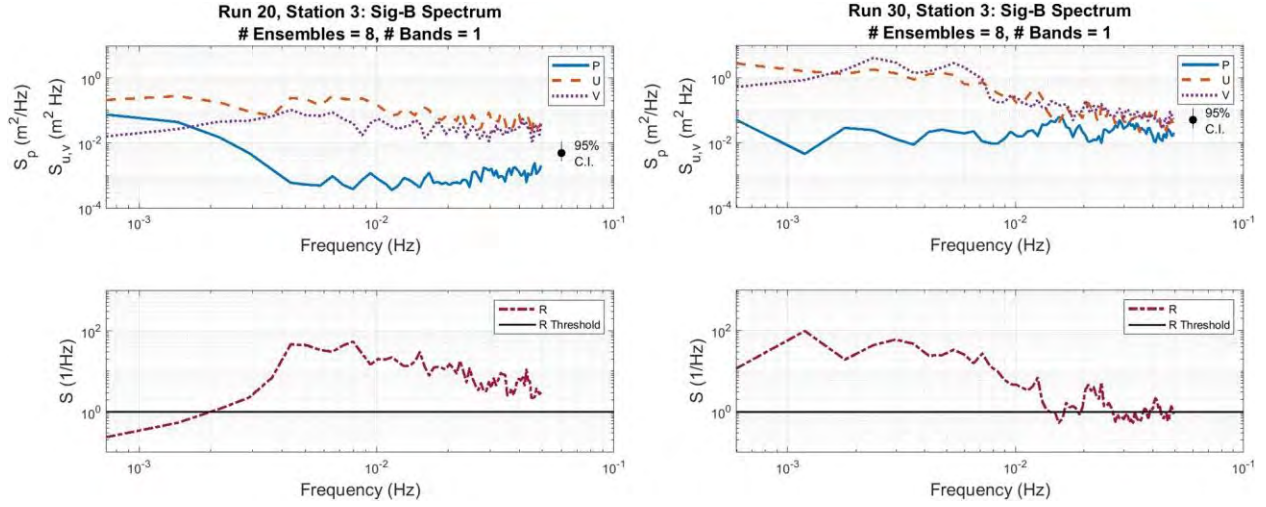 Run 20, Station 3: Sig-B Spectrum
# Ensembles = 8, # Bands = 1
S_p (m²/Hz)
S_u,v (m² Hz)
10^0
10^-2
10^-4
P
U
V
95%
C.I.
10^-3
10^-2
10^-1
Frequency (Hz)
S (1/Hz)
10^2
10^0
R
R Threshold
10^-3
10^-2
10^-1
Frequency (Hz)
Run 30, Station 3: Sig-B Spectrum
# Ensembles = 8, # Bands = 1
S_p (m²/Hz)
S_u,v (m² Hz)
10^0
10^-2
10^-4
P
U
V
95%
C.I.
10^-3
10^-2
10^-1
Frequency (Hz)
S (1/Hz)
10^2
10^0
R
R Threshold
10^-3
10^-2
10^-1
Frequency (Hz)